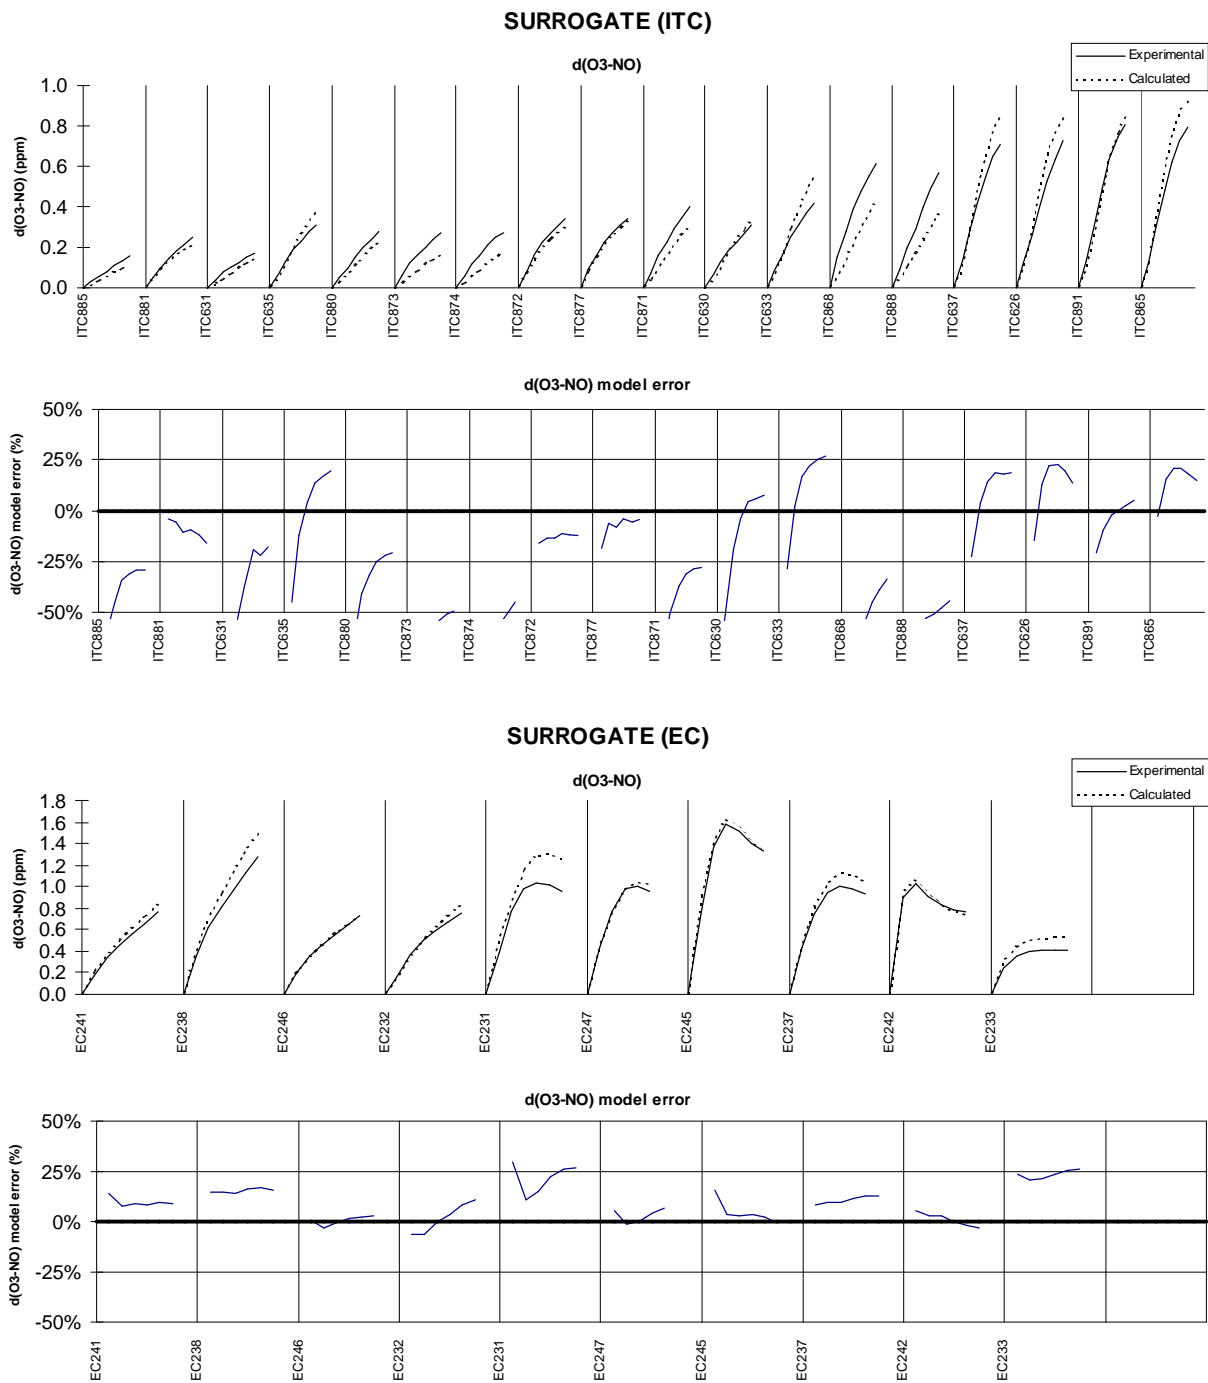 SURROGATE (ITC)
d(O3-NO)
Experimental
Calculated
d(O3-NO) (ppm)
1.0
0.8
0.6
0.4
0.2
0.0
ITC885 ITC881 ITC631 ITC635 ITC880 ITC873 ITC874 ITC872 ITC877 ITC871 ITC630 ITC633 ITC868 ITC888 ITC637 ITC626 ITC891 ITC865
d(O3-NO) model error
d(O3-NO) model error (%)
50%
25%
0%
-25%
-50%
ITC885 ITC881 ITC631 ITC635 ITC880 ITC873 ITC874 ITC872 ITC877 ITC871 ITC630 ITC633 ITC868 ITC888 ITC637 ITC626 ITC891 ITC865
SURROGATE (EC)
d(O3-NO)
Experimental
Calculated
d(O3-NO) (ppm)
1.8
1.6
1.4
1.2
1.0
0.8
0.6
0.4
0.2
0.0
EC241 EC238 EC246 EC232 EC231 EC247 EC245 EC237 EC242 EC233
d(O3-NO) model error
d(O3-NO) model error (%)
50%
25%
0%
-25%
-50%
EC241 EC238 EC246 EC232 EC231 EC247 EC245 EC237 EC242 EC233